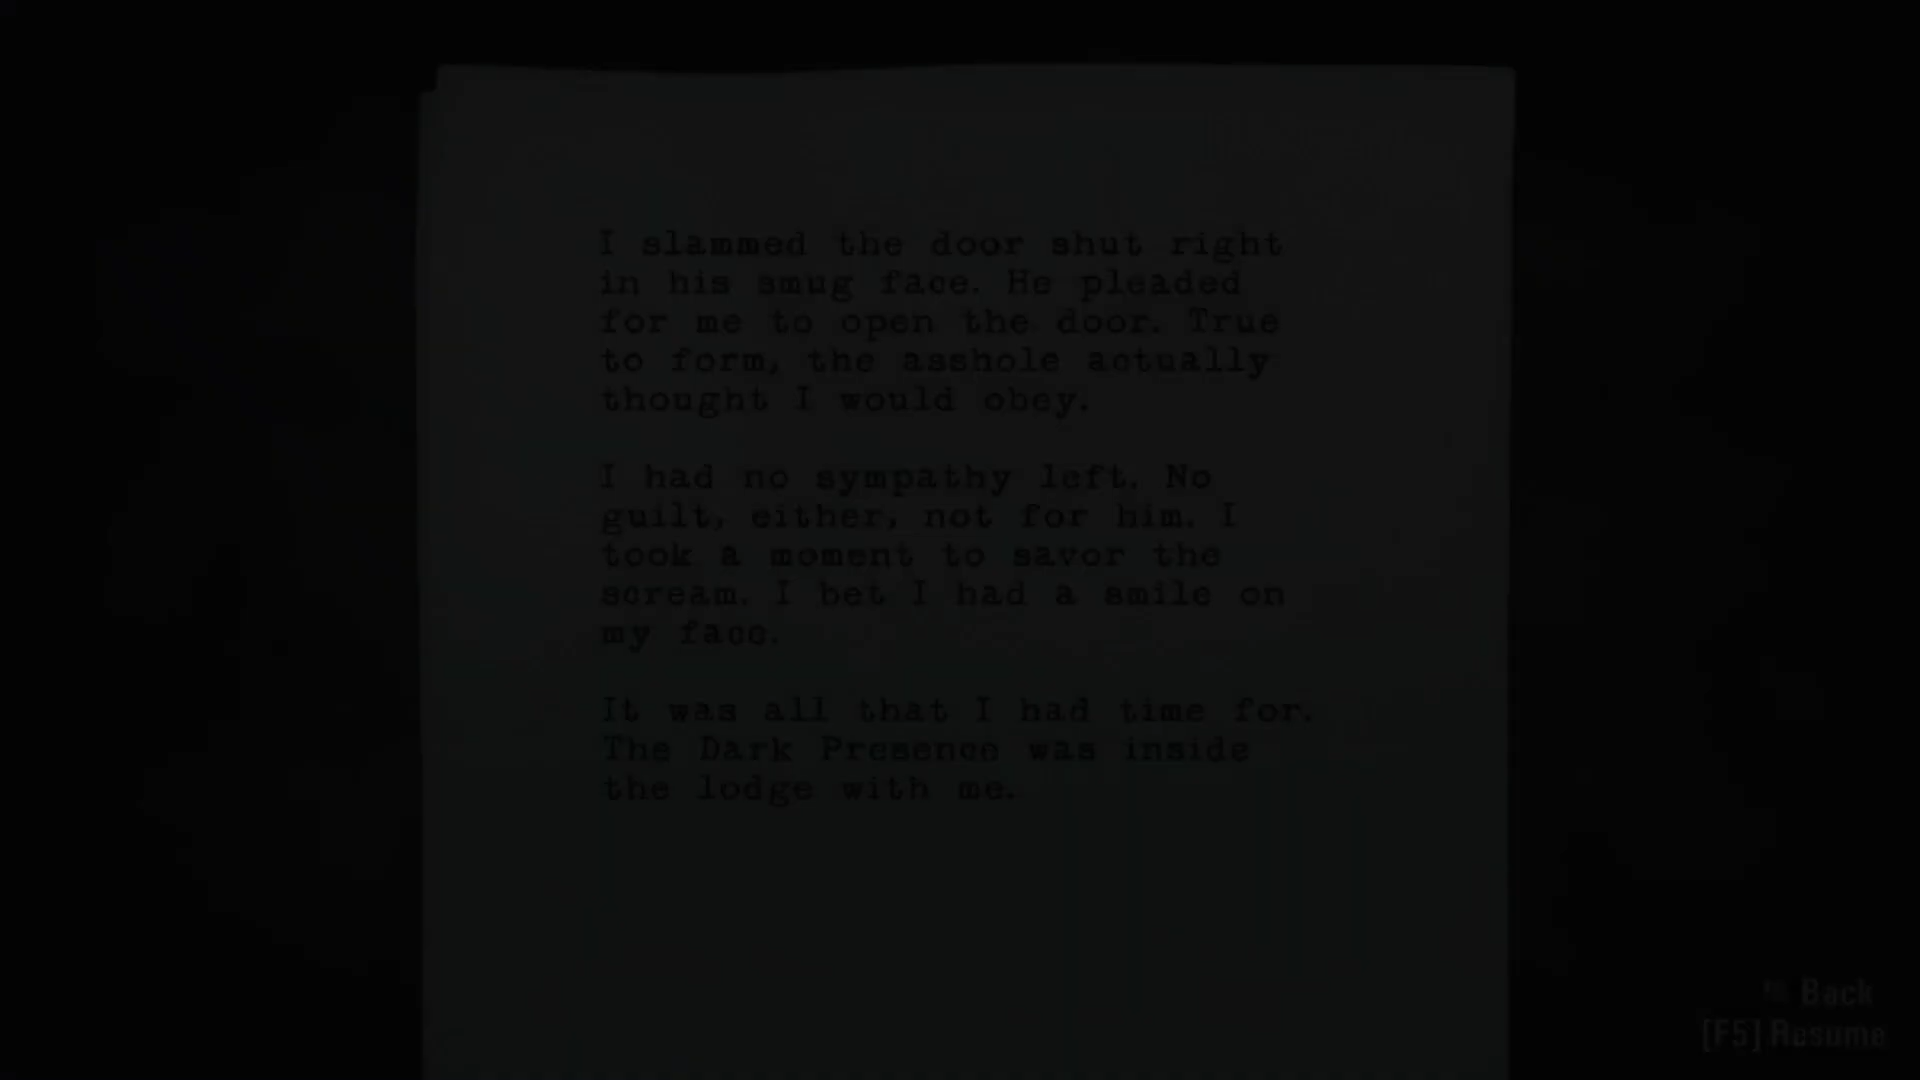 I slammed the door shut right
in his smug face. He pleaded
for me to open the door. True
to form, the asshole actually
thought I would obey.
I had no sympathy left. No
guilt, either, not for him. I
took a moment to savor the
scream. I bet I had a smile on
my face.
It was all that I had time for.
The Dark Presence was inside
the lodge with me.
Back
[F5] Resume